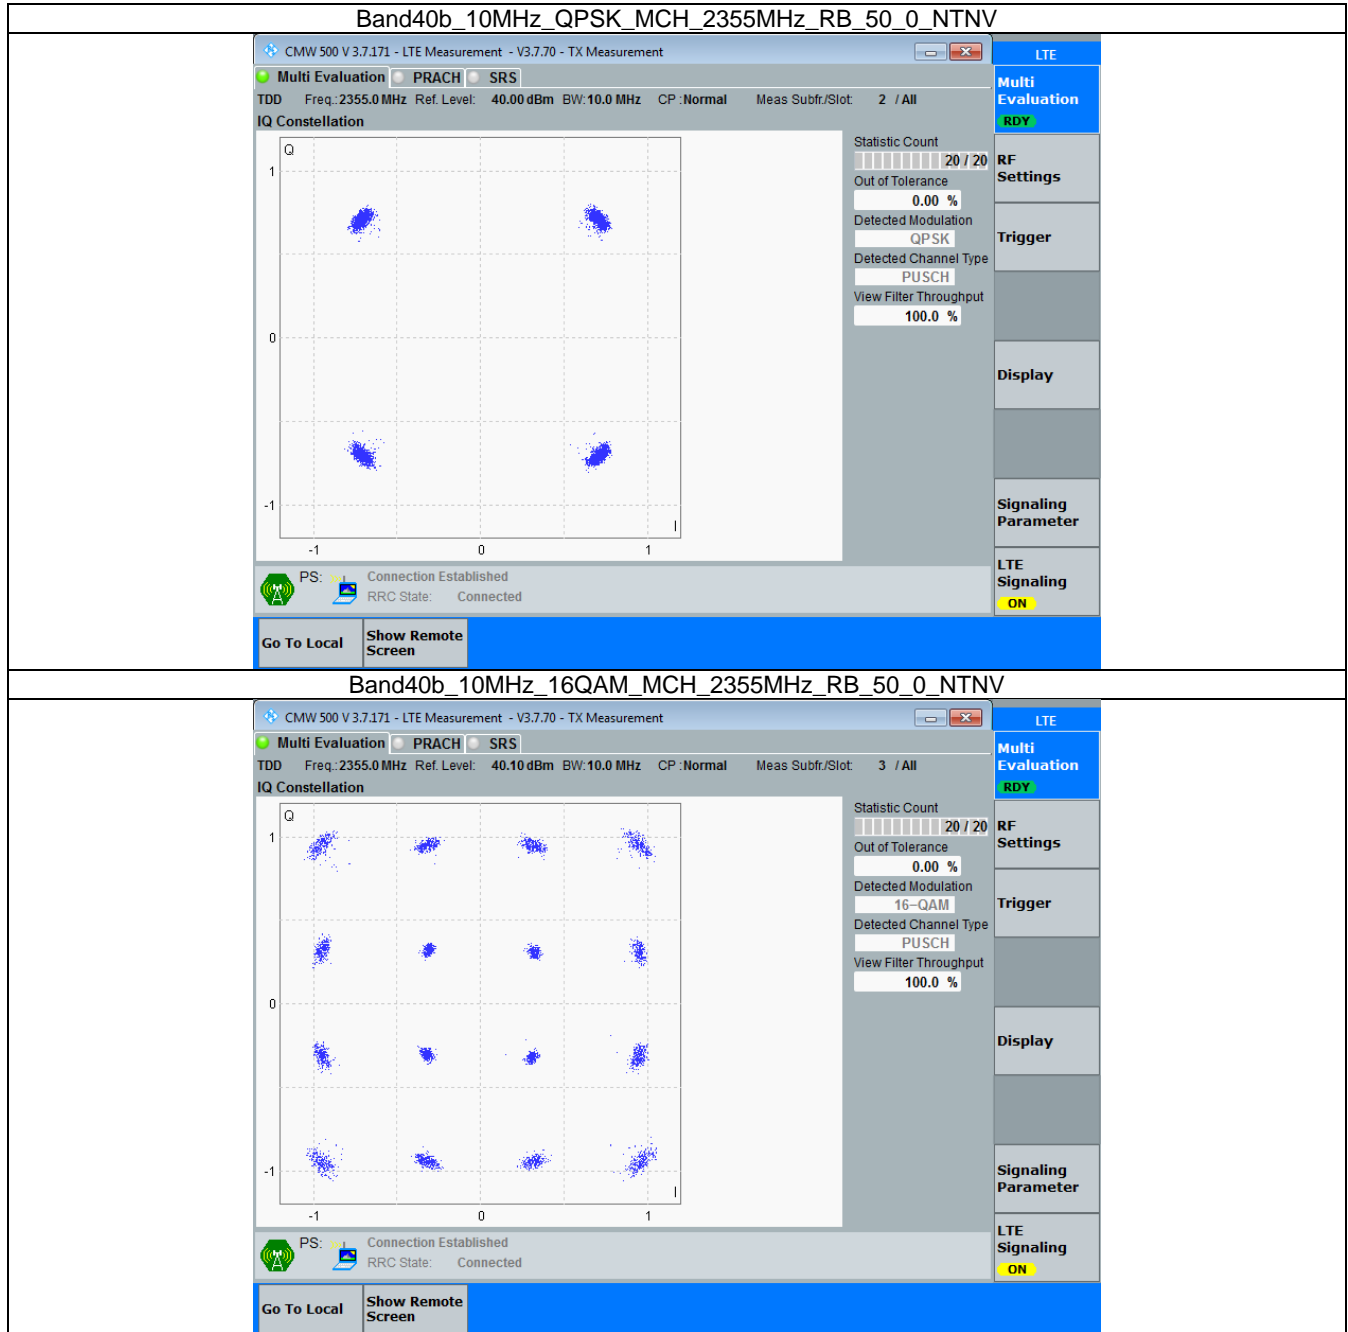 Band40b_10MHz_QPSK_MCH_2355MHz_RB_50_0_NTNV
CMW 500 V 3.7.171 - LTE Measurement - V3.7.70 - TX Measurement
LTE
Multi Evaluation PRACH SRS
Multi
Evaluation
RDY
TDD Freq.: 2355.0 MHz Ref. Level: 40.00 dBm BW: 10.0 MHz CP : Normal Meas Subfr./Slot: 2 / All
IQ Constellation
Q
1
0
-1
-1 0 1
I
Statistic Count
20 / 20
Out of Tolerance
0.00 %
Detected Modulation
QPSK
Detected Channel Type
PUSCH
View Filter Throughput
100.0 %
RF
Settings
Trigger
Display
Signaling
Parameter
LTE
Signaling
ON
PS: Connection Established
RRC State: Connected
Go To Local Show Remote
Screen
Band40b_10MHz_16QAM_MCH_2355MHz_RB_50_0_NTNV
CMW 500 V 3.7.171 - LTE Measurement - V3.7.70 - TX Measurement
LTE
Multi Evaluation PRACH SRS
Multi
Evaluation
RDY
TDD Freq.: 2355.0 MHz Ref. Level: 40.10 dBm BW: 10.0 MHz CP : Normal Meas Subfr./Slot: 3 / All
IQ Constellation
Q
1
0
-1
-1 0 1
I
Statistic Count
20 / 20
Out of Tolerance
0.00 %
Detected Modulation
16-QAM
Detected Channel Type
PUSCH
View Filter Throughput
100.0 %
RF
Settings
Trigger
Display
Signaling
Parameter
LTE
Signaling
ON
PS: Connection Established
RRC State: Connected
Go To Local Show Remote
Screen